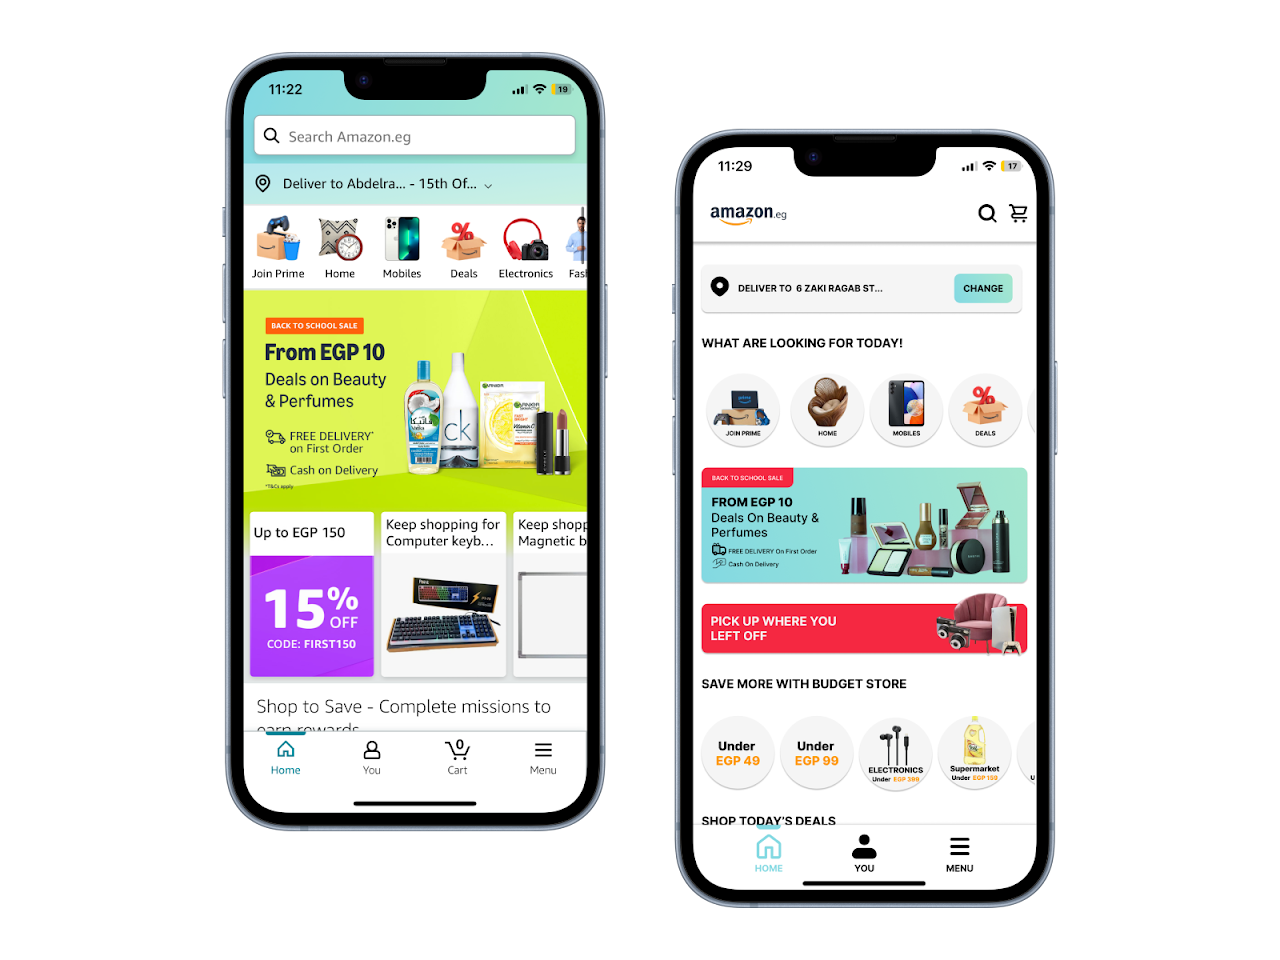 11:22
19
Search Amazon.eg
Deliver to Abdelra... - 15th Of...
Join Prime
Home
Mobiles
Deals
Electronics
Fash
BACK TO SCHOOL SALE
From EGP 10
Deals on Beauty
& Perfumes
FREE DELIVERY*
on First Order
Cash on Delivery
*T&Cs apply
ck
GARNIER
Up to EGP 150
15%
OFF
CODE: FIRST150
Keep shopping for
Computer keyb...
Keep shopp
Magnetic b
Shop to Save - Complete missions to
earn rewards
Home
You
0
Cart
Menu
11:29
17
amazon.eg
DELIVER TO 6 ZAKI RAGAB ST...
CHANGE
WHAT ARE LOOKING FOR TODAY!
JOIN PRIME
HOME
MOBILES
DEALS
BACK TO SCHOOL SALE
FROM EGP 10
Deals On Beauty &
Perfumes
FREE DELIVERY On First Order
Cash On Delivery
PICK UP WHERE YOU
LEFT OFF
SAVE MORE WITH BUDGET STORE
Under
EGP 49
Under
EGP 99
ELECTRONICS
Under EGP 399
Supermarket
Under EGP 199
U
SHOP TODAY'S DEALS
HOME
YOU
MENU